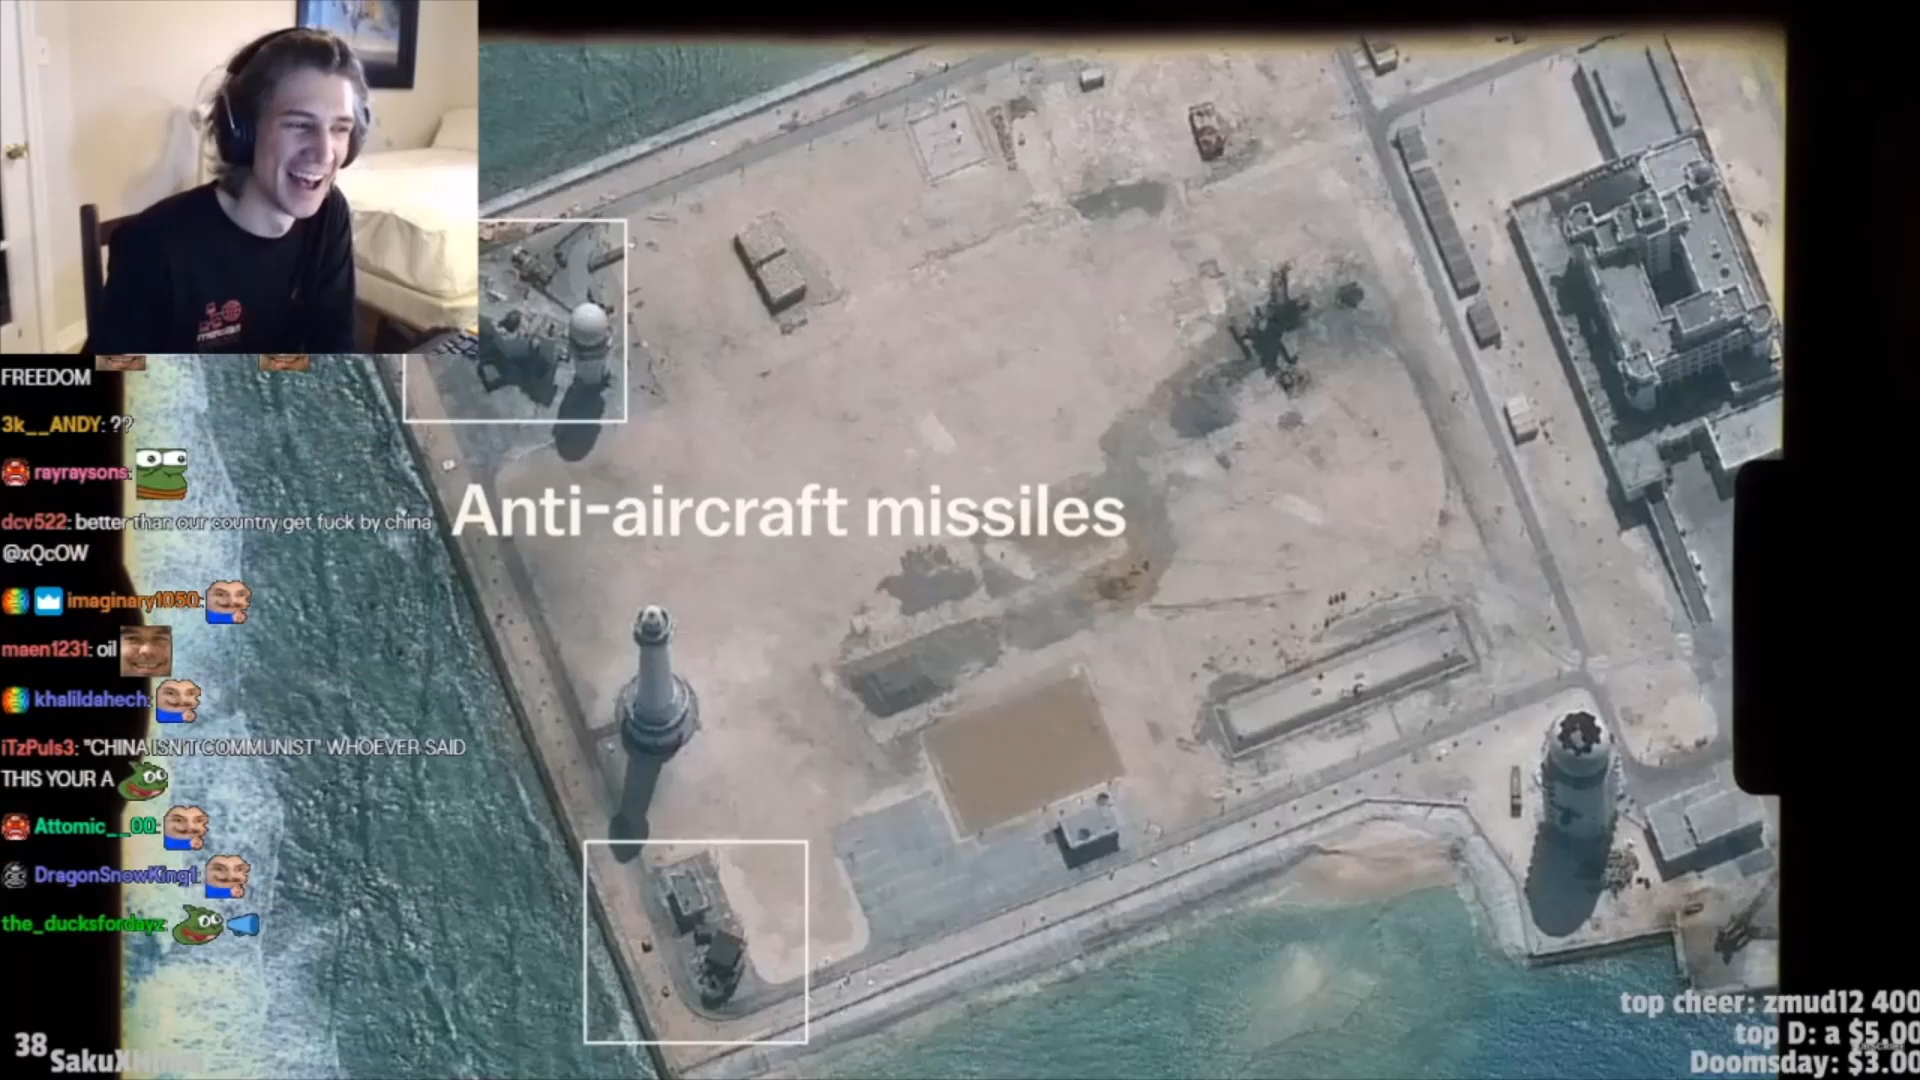 FREEDOM
3k__ANDY: ??
rayraysons:
dcv522: better than our country get fuck by china
@xQcOW
imaginary1050:
maen1231: oil
khalildahech:
iTzPuls3: "CHINA ISN'T COMMUNIST" WHOEVER SAID
THIS YOUR A
Attomic__00:
DragonSnowKing1:
the_ducksfordayz:
38
Anti-aircraft missiles
top cheer: zmud12 400
top D: a $5.00
Doomsday: $3.00